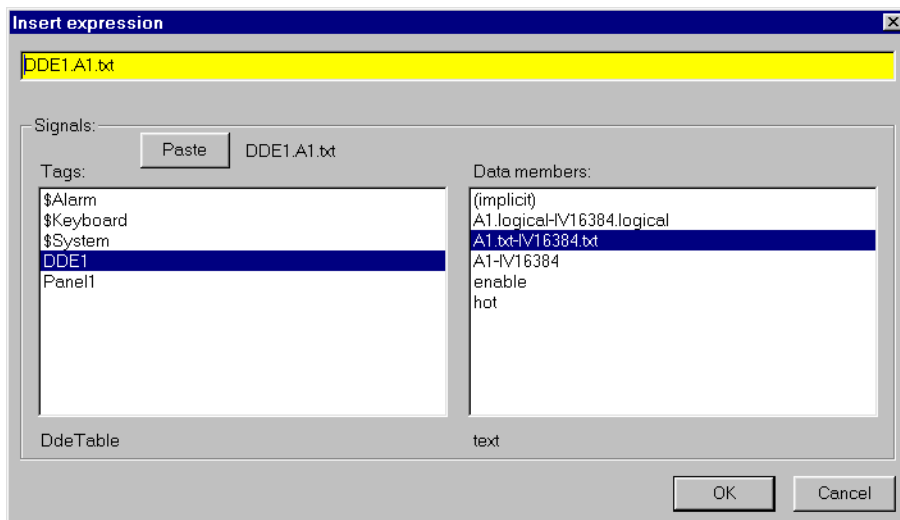 Insert expression
DDE1.A1.txt
Signals:
Paste
DDE1.A1.txt
Tags:
$Alarm
$Keyboard
$System
DDE1
Panel1
DdeTable
Data members:
(implicit)
A1.logical-IV16384.logical
A1.txt-IV16384.txt
A1-IV16384
enable
hot
text
OK
Cancel